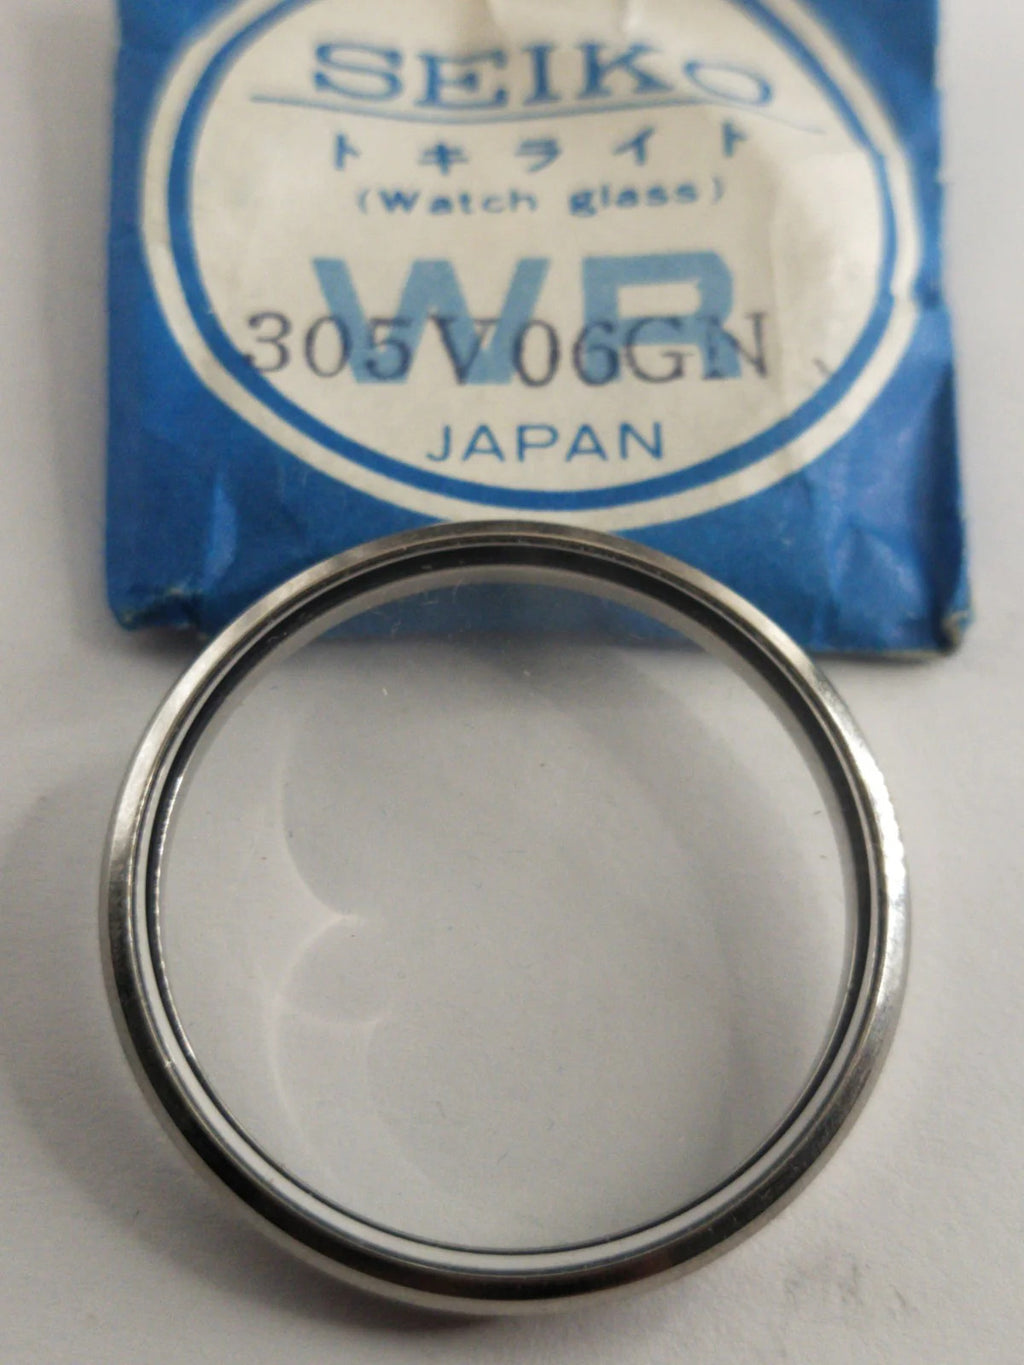 SEIKO
トキライト
(Watch glass)
WR
305V06GN
JAPAN